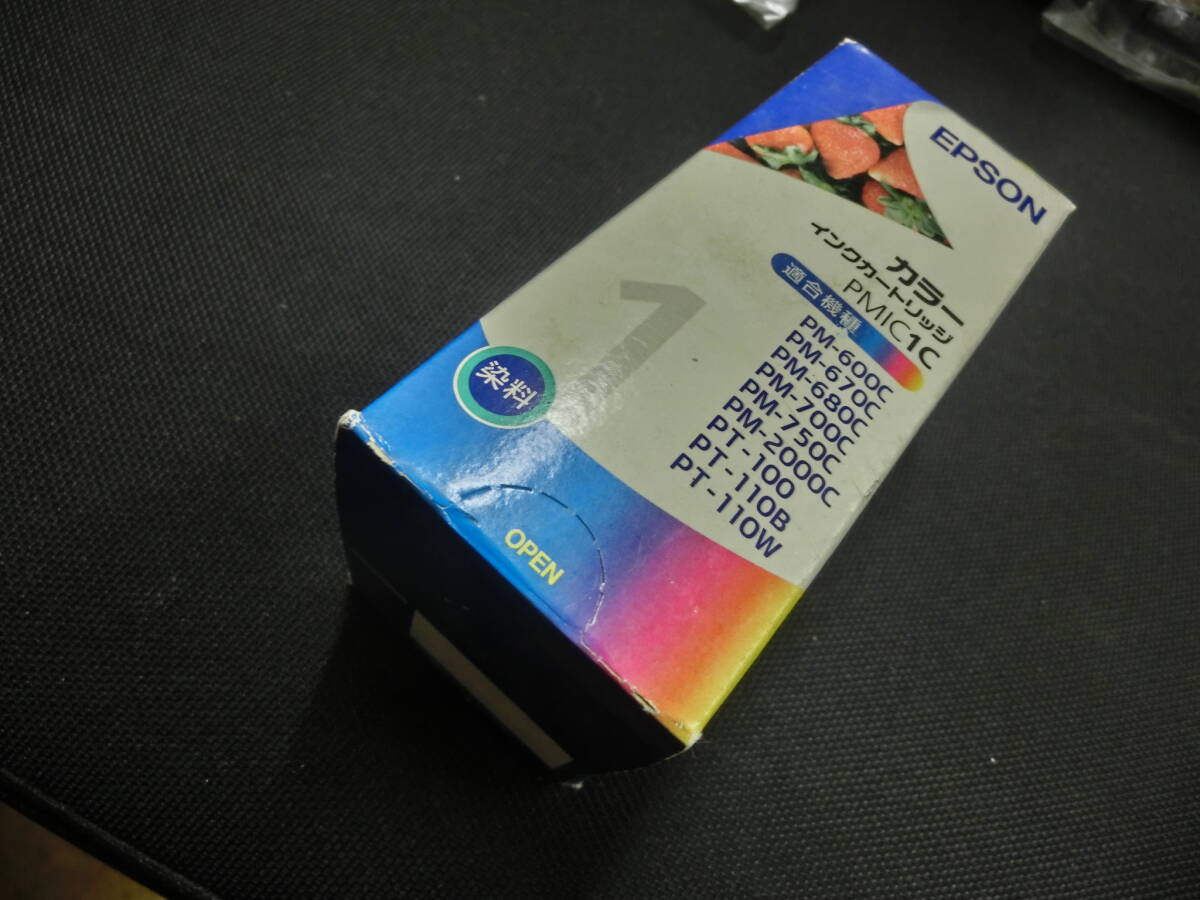 EPSON
カラー
インクカートリッジ
PMIC1C
適合機種
PM-600C
PM-670C
PM-680C
PM-700C
PM-750C
PM-2000C
PT-100
PT-110B
PT-110W
1
染料
OPEN